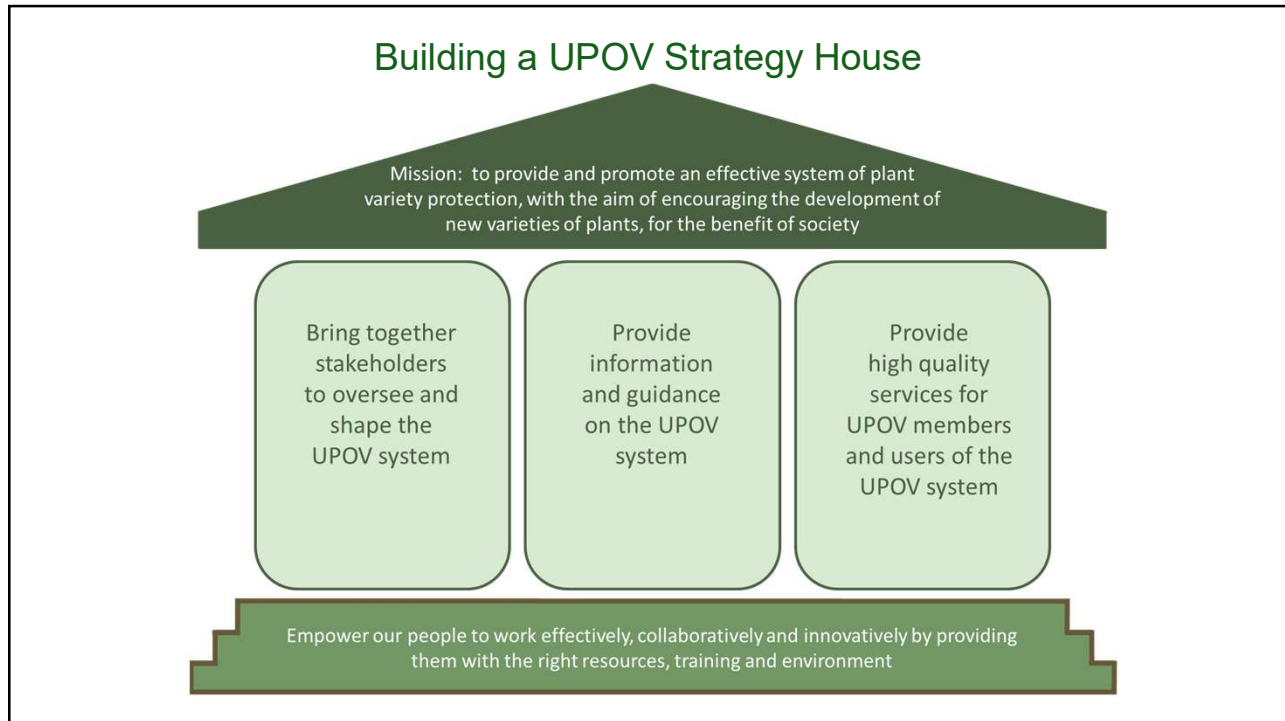 Building a UPOV Strategy House
Mission:  to provide and promote an effective system of plant
variety protection, with the aim of encouraging the development of
new varieties of plants, for the benefit of society
Bring together
stakeholders
to oversee and
shape the
UPOV system
Provide
information
and guidance
on the UPOV
system
Provide
high quality
services for
UPOV members
and users of the
UPOV system
Empower our people to work effectively, collaboratively and innovatively by providing
them with the right resources, training and environment